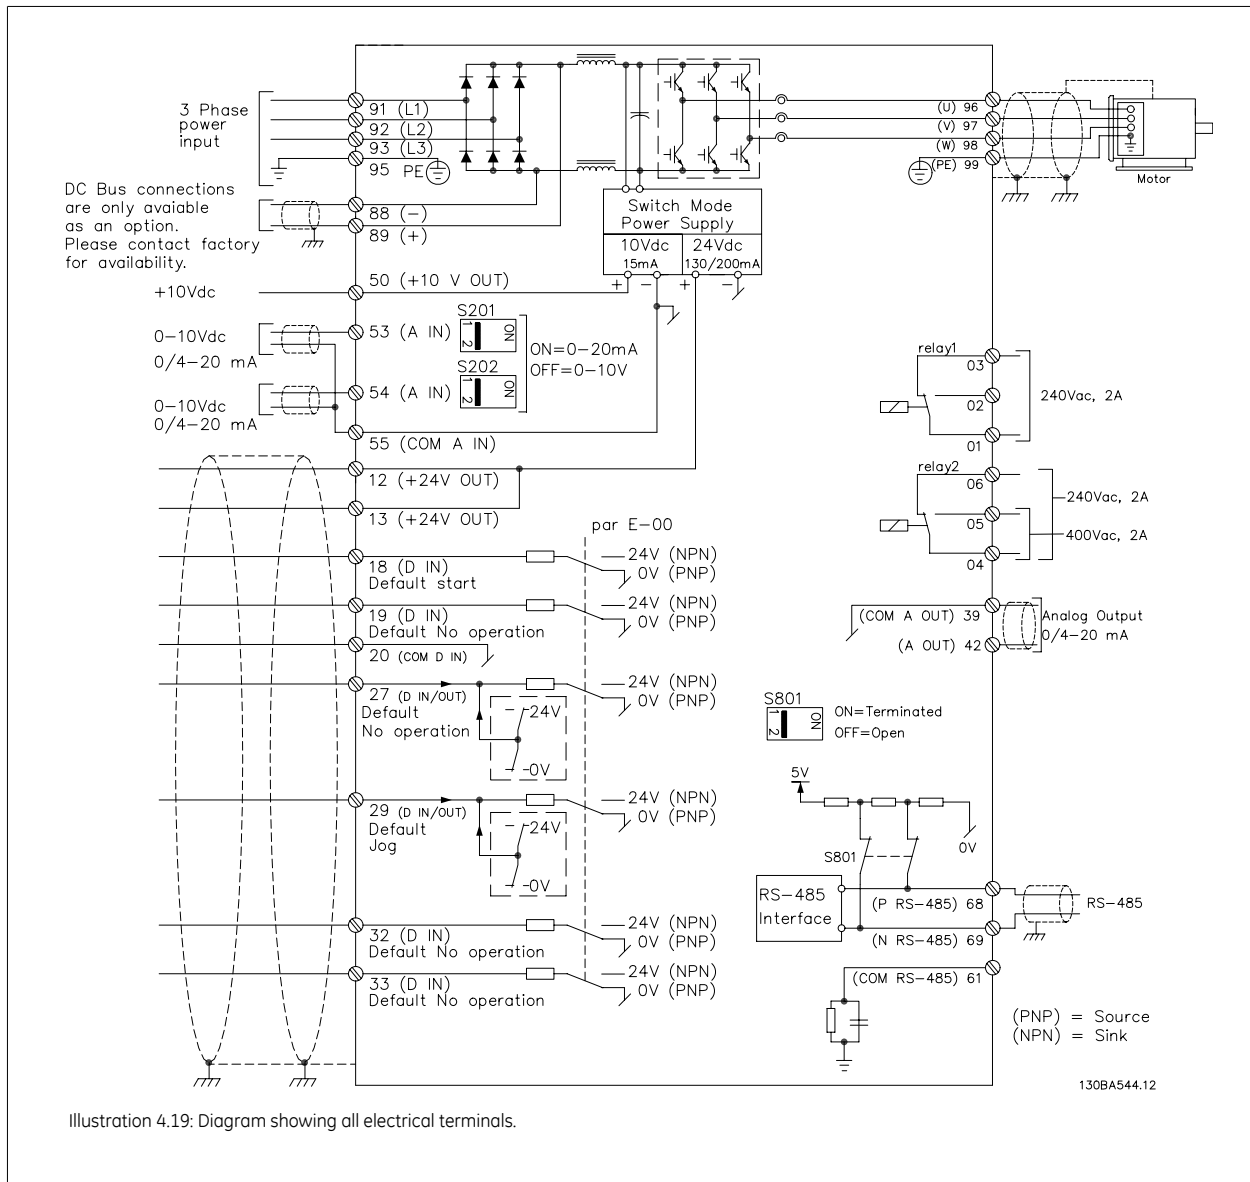 3 Phase
power
input
91 (L1)
92 (L2)
93 (L3)
95 PE
DC Bus connections
are only avaiable
as an option.
Please contact factory
for availability.
88 (−)
89 (+)
Switch Mode
Power Supply
10Vdc
15mA
24Vdc
130/200mA
+ − + −
(U) 96
(V) 97
(W) 98
(PE) 99
Motor
+10Vdc
50 (+10 V OUT)
0−10Vdc
0/4−20 mA
53 (A IN)
S201
ON
1 2
S202
ON
1 2
ON=0−20mA
OFF=0−10V
0−10Vdc
0/4−20 mA
54 (A IN)
55 (COM A IN)
12 (+24V OUT)
13 (+24V OUT)
par E−00
18 (D IN)
Default start
24V (NPN)
0V (PNP)
19 (D IN)
Default No operation
24V (NPN)
0V (PNP)
20 (COM D IN)
27 (D IN/OUT)
Default
No operation
24V
0V
24V (NPN)
0V (PNP)
29 (D IN/OUT)
Default
Jog
24V
0V
24V (NPN)
0V (PNP)
32 (D IN)
Default No operation
24V (NPN)
0V (PNP)
33 (D IN)
Default No operation
24V (NPN)
0V (PNP)
relay1
03
02
01
240Vac, 2A
relay2
06
05
04
240Vac, 2A
400Vac, 2A
(COM A OUT) 39
(A OUT) 42
Analog Output
0/4−20 mA
S801
ON
1 2
ON=Terminated
OFF=Open
5V
0V
S801
RS−485
Interface
(P RS−485) 68
(N RS−485) 69
RS−485
(COM RS−485) 61
(PNP) = Source
(NPN) = Sink
130BA544.12
Illustration 4.19: Diagram showing all electrical terminals.